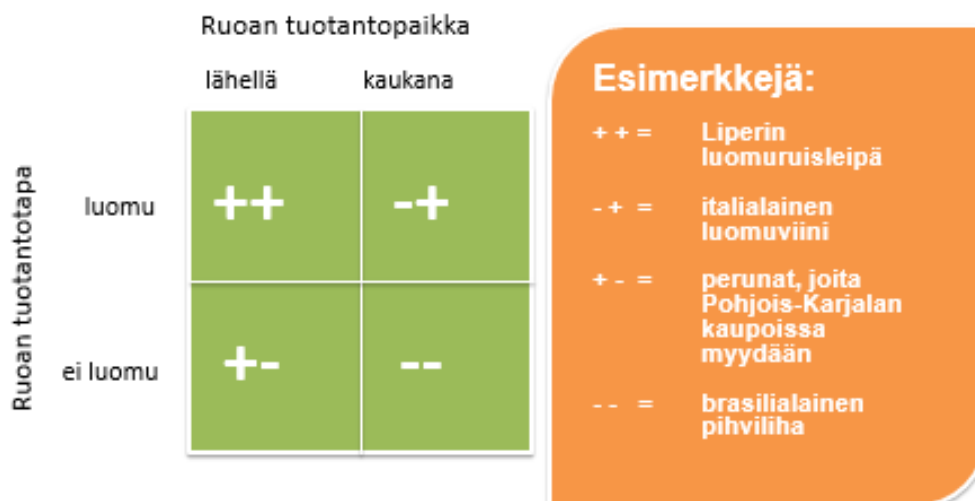 Ruoan tuotantopaikka
lähellä kaukana
Ruoan tuotantotapa
luomu ++ -+
ei luomu +- --
Esimerkkejä:
+ + = Liperin
luomuruisleipä
- + = italialainen
luomuviini
+ - = perunat, joita
Pohjois-Karjalan
kaupoissa
myydään
- - = brasilialainen
pihviliha